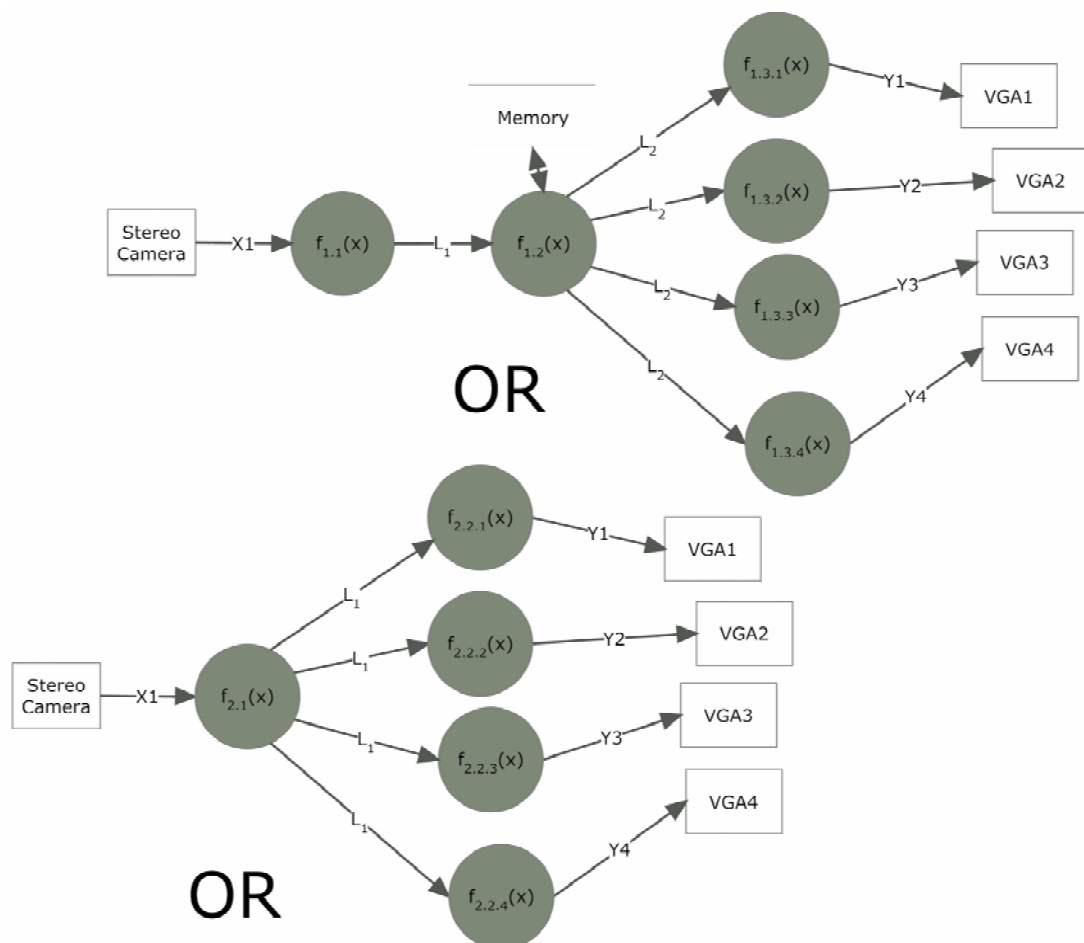 f1.3.1(x)
Y1
VGA1
Memory
L2
f1.3.2(x)
Y2
VGA2
L2
Stereo
Camera
X1
f1.1(x)
L1
f1.2(x)
L2
f1.3.3(x)
Y3
VGA3
L2
f1.3.4(x)
Y4
VGA4
OR
f2.2.1(x)
Y1
VGA1
L1
f2.2.2(x)
Y2
VGA2
L1
Stereo
Camera
X1
f2.1(x)
L1
f2.2.3(x)
Y3
VGA3
L1
f2.2.4(x)
Y4
VGA4
OR